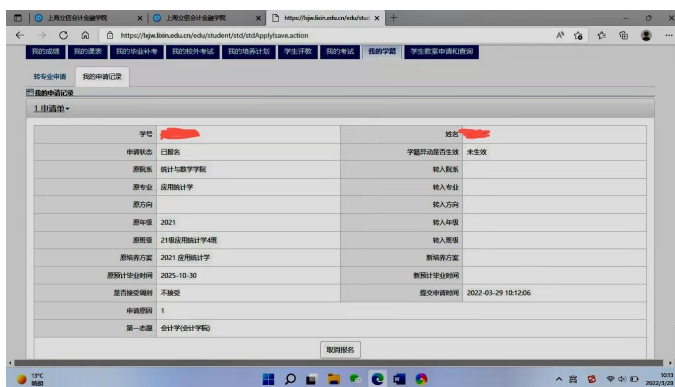 上海立信会计金融学院
上海立信会计金融学院
https://bxjw.lixin.edu.cn/edu/stu
https://bxjw.lixin.edu.cn/edu/student/std/stdApply!save.action
我的成绩 我的课表 我的毕业补考 我的校外考试 我的培养计划 学生评教 我的考试 我的学籍 学生教室申请和查询
转专业申请 我的申请记录
我的申请记录
1.申请单
学号 姓名
申请状态 已报名 学籍异动是否生效 未生效
原院系 统计与数学学院 转入院系
原专业 应用统计学 转入专业
原方向 转入方向
原年级 2021 转入年级
原班级 21级应用统计学4班 转入班级
原培养方案 2021 应用统计学 新培养方案
原预计毕业时间 2025-10-30 新预计毕业时间
是否接受调剂 不接受 提交申请时间 2022-03-29 10:12:06
申请原因 1
第一志愿 会计学(会计学院)
取消报名
13°C
晴朗
英
10:13
2022/3/29